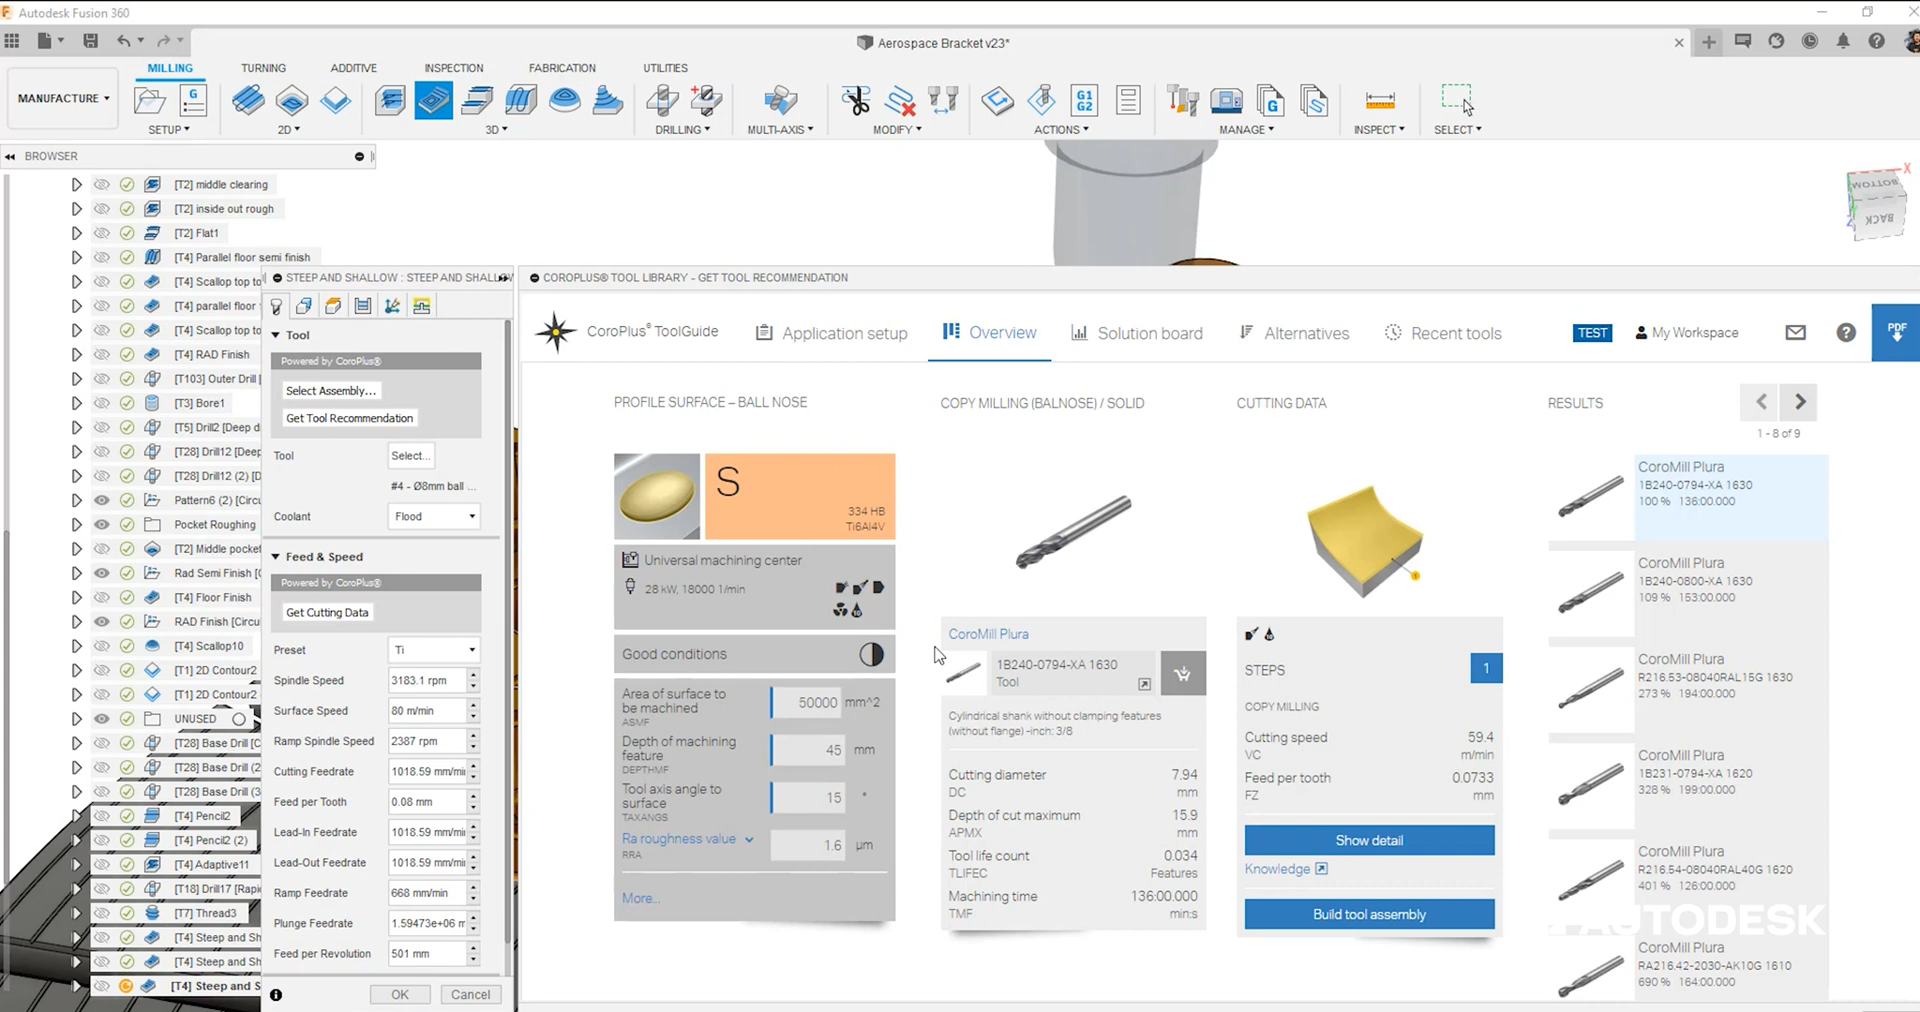 Autodesk Fusion 360
Aerospace Bracket v23*
MILLING
TURNING
ADDITIVE
INSPECTION
FABRICATION
UTILITIES
MANUFACTURE
G
G1
G2
G
SETUP
2D
3D
DRILLING
MULTI-AXIS
MODIFY
ACTIONS
MANAGE
INSPECT
SELECT
BROWSER
BOTTOM
BACK
X
[T2] middle clearing
[T2] inside out rough
[T2] Flat1
[T4] Parallel floor semi finish
[T4] Scallop top to
[T4] parallel floor
[T4] Scallop top to
[T4] RAD Finish
[T103] Outer Drill
[T3] Bore1
[T5] Drill2 [Deep d
[T28] Drill12 [Deep
[T28] Drill12 (2) [D
Pattern6 (2) [Circu
Pocket Roughing
[T2] Middle pocket
Rad Semi Finish [C
[T4] Floor Finish
RAD Finish [Circu
[T4] Scallop10
[T1] 2D Contour2
[T1] 2D Contour2
UNUSED
[T28] Base Drill [C
[T28] Base Drill (2
[T28] Base Drill (3
[T4] Pencil2
[T4] Pencil2 (2)
[T4] Adaptive11
[T18] Drill17 [Rapid
[T7] Thread3
[T4] Steep and Sh
[T4] Steep and Sh
[T4] Steep and S
STEEP AND SHALLOW : STEEP AND SHALLOW
Tool
Powered by CoroPlus®
Select Assembly...
Get Tool Recommendation
Tool
Select...
#4 - Ø8mm ball ...
Coolant
Flood
Feed & Speed
Powered by CoroPlus®
Get Cutting Data
Preset
Ti
Spindle Speed
3183.1 rpm
Surface Speed
80 m/min
Ramp Spindle Speed
2387 rpm
Cutting Feedrate
1018.59 mm/min
Feed per Tooth
0.08 mm
Lead-In Feedrate
1018.59 mm/min
Lead-Out Feedrate
1018.59 mm/min
Ramp Feedrate
668 mm/min
Plunge Feedrate
1.59473e+06 m
Feed per Revolution
501 mm
OK
Cancel
COROPLUS® TOOL LIBRARY - GET TOOL RECOMMENDATION
CoroPlus® ToolGuide
Application setup
Overview
Solution board
Alternatives
Recent tools
TEST
My Workspace
PDF
PROFILE SURFACE – BALL NOSE
S
334 HB
Ti6Al4V
Universal machining center
28 kW, 18000 1/min
Good conditions
Area of surface to
be machined
ASMF
50000 mm^2
Depth of machining
feature
DEPTHMF
45 mm
Tool axis angle to
surface
TAXANGS
15 °
Ra roughness value
RRA
1.6 µm
More...
COPY MILLING (BALNOSE) / SOLID
CoroMill Plura
1B240-0794-XA 1630
Tool
Cylindrical shank without clamping features
(without flange) -inch: 3/8
Cutting diameter
DC
7.94
mm
Depth of cut maximum
APMX
15.9
mm
Tool life count
TLIFEC
0.034
Features
Machining time
TMF
136:00.000
min:s
CUTTING DATA
STEPS
1
COPY MILLING
Cutting speed
VC
59.4
m/min
Feed per tooth
FZ
0.0733
mm
Show detail
Knowledge
Build tool assembly
RESULTS
1 - 8 of 9
CoroMill Plura
1B240-0794-XA 1630
100 % 136:00.000
CoroMill Plura
1B240-0800-XA 1630
109 % 153:00.000
CoroMill Plura
R216.53-08040RAL15G 1630
273 % 194:00.000
CoroMill Plura
1B231-0794-XA 1620
328 % 199:00.000
CoroMill Plura
R216.54-08040RAL40G 1620
401 % 126:00.000
AUTODESK
CoroMill Plura
RA216.42-2030-AK10G 1610
690 % 164:00.000